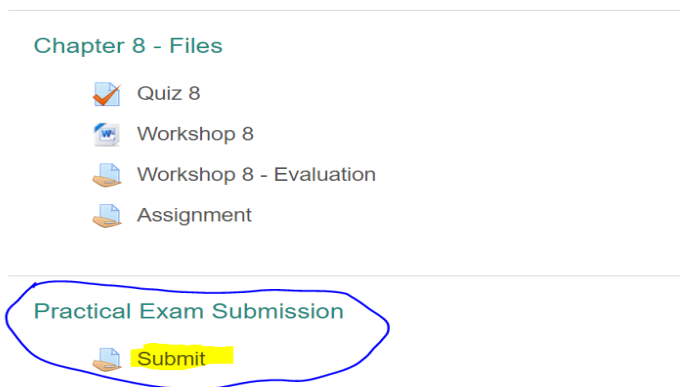 Chapter 8 - Files
Quiz 8
Workshop 8
Workshop 8 - Evaluation
Assignment
Practical Exam Submission
Submit